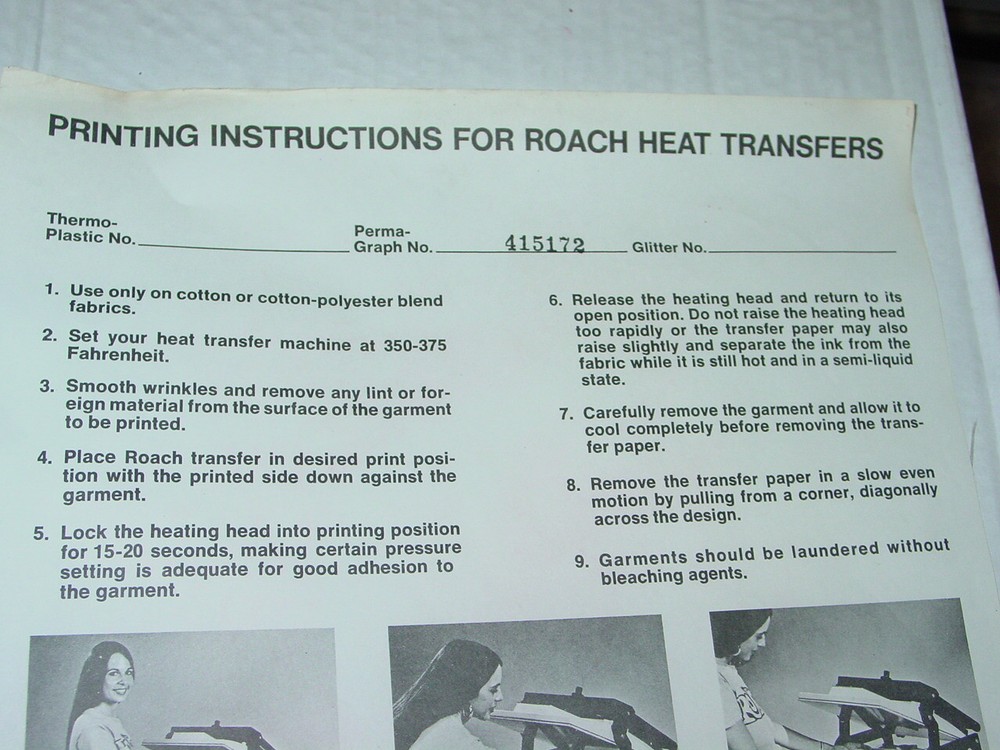 PRINTING INSTRUCTIONS FOR ROACH HEAT TRANSFERS
Thermo-
Plastic No.
Perma-
Graph No. 415172
Glitter No.
1. Use only on cotton or cotton-polyester blend
fabrics.
2. Set your heat transfer machine at 350-375
Fahrenheit.
3. Smooth wrinkles and remove any lint or for-
eign material from the surface of the garment
to be printed.
4. Place Roach transfer in desired print posi-
tion with the printed side down against the
garment.
5. Lock the heating head into printing position
for 15-20 seconds, making certain pressure
setting is adequate for good adhesion to
the garment.
6. Release the heating head and return to its
open position. Do not raise the heating head
too rapidly or the transfer paper may also
raise slightly and separate the ink from the
fabric while it is still hot and in a semi-liquid
state.
7. Carefully remove the garment and allow it to
cool completely before removing the trans-
fer paper.
8. Remove the transfer paper in a slow even
motion by pulling from a corner, diagonally
across the design.
9. Garments should be laundered without
bleaching agents.